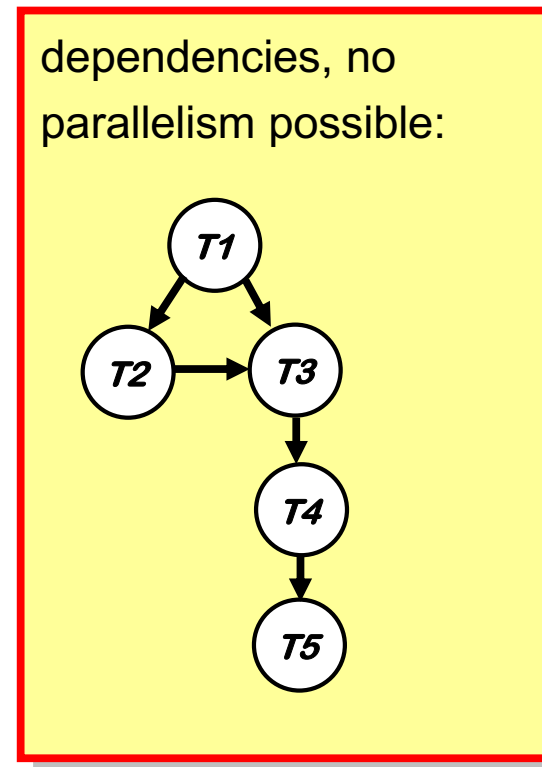 dependencies, no
parallelism possible:
T1
T2 T3
T4
T5